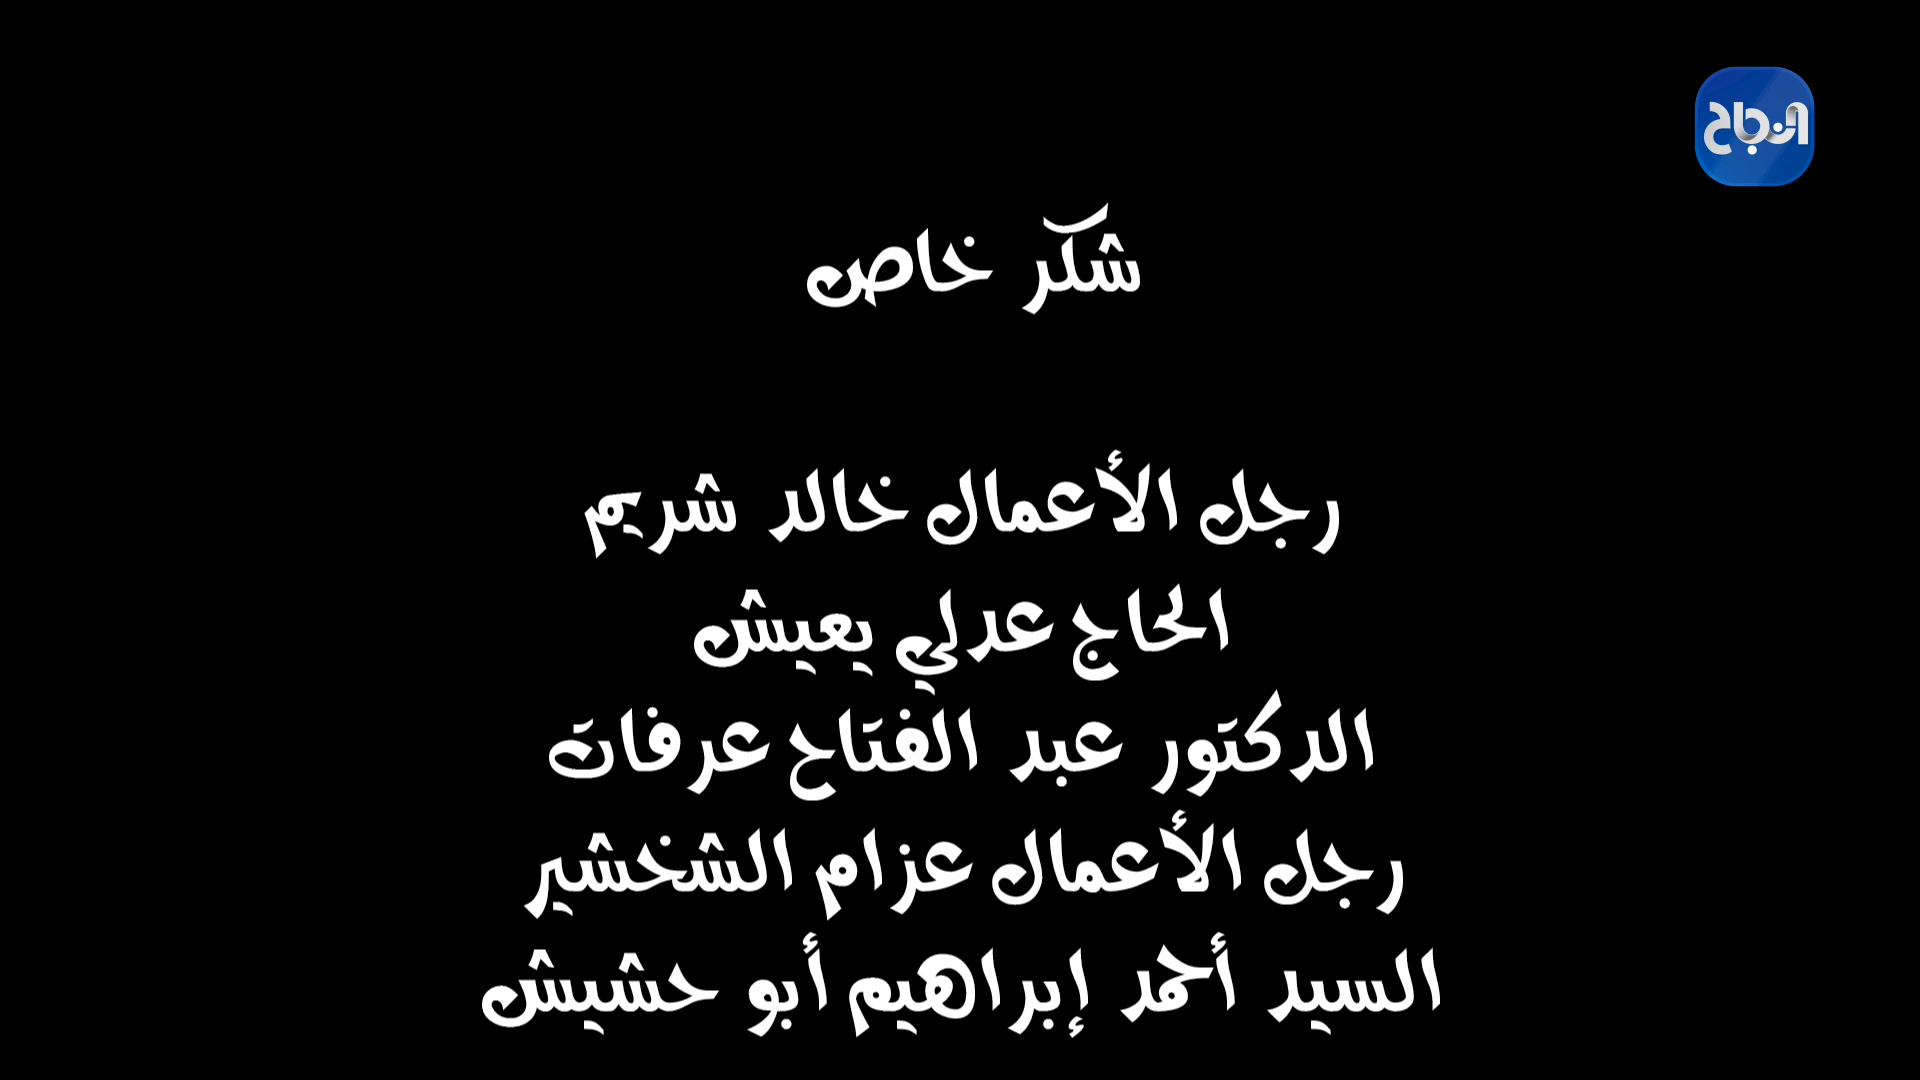 النجاح
شكر خاص
رجل الأعمال خالد شريم
الحاج عدلي يعيش
الدكتور عبد الفتاح عرفات
رجل الأعمال عزام الشخشير
السيد أحمد إبراهيم أبو حشيش